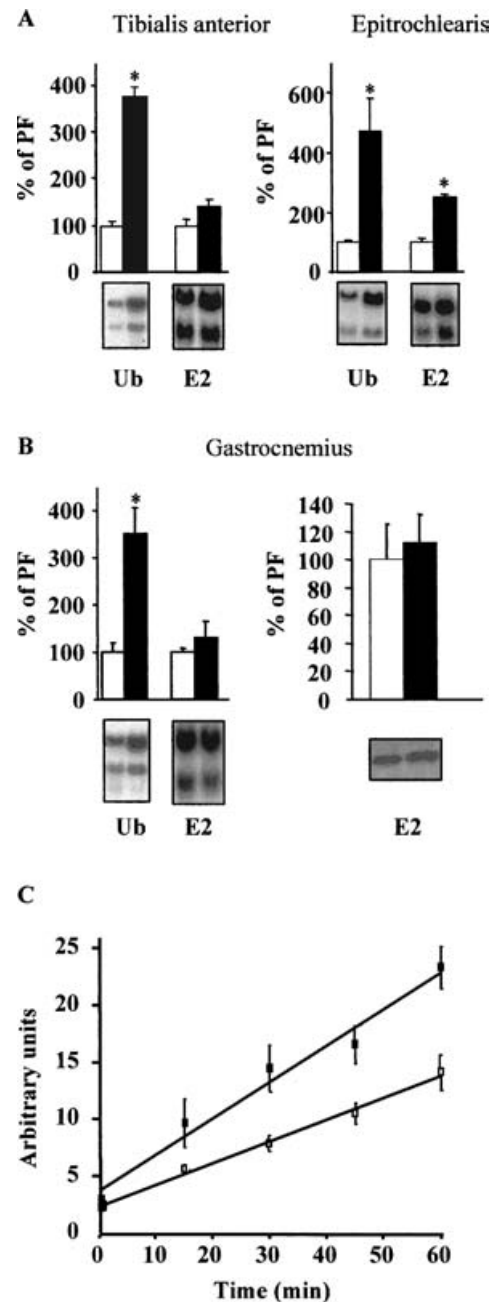 A Tibialis anterior Epitrochlearis
% of PF
400
300
200
100
0
*
Ub E2
% of PF
600
400
200
0
*
*
Ub E2
B Gastrocnemius
% of PF
400
300
200
100
0
*
Ub E2
% of PF
140
120
100
80
60
40
20
0
E2
C
Arbitrary units
25
20
15
10
5
0
0 10 20 30 40 50 60
Time (min)